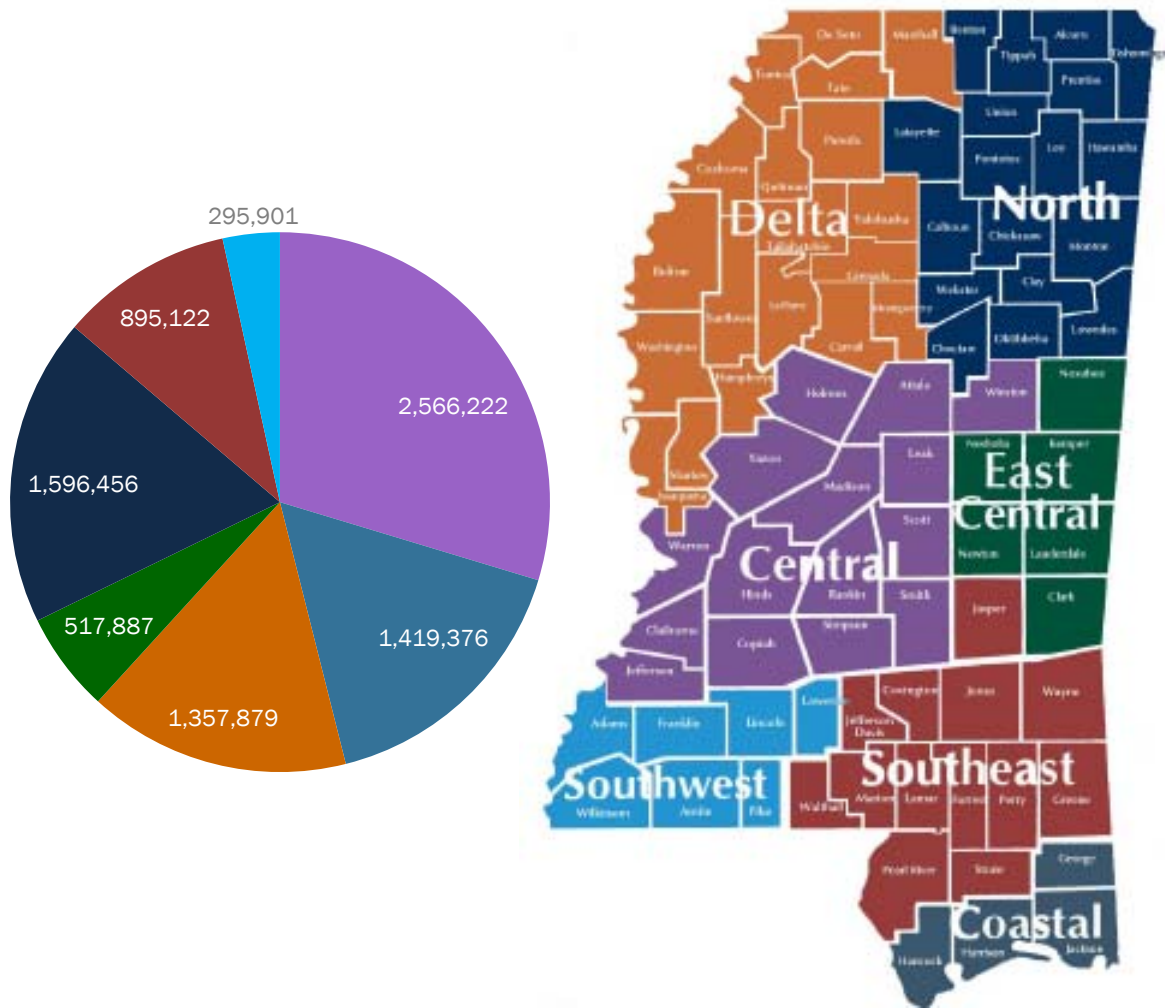 295,901
895,122
2,566,222
1,596,456
517,887
1,419,376
1,357,879
De Soto
Marshall
Benton
Tippah
Alcorn
Tishomingo
Prentiss
Tunica
Tate
Union
Lafayette
Panola
Lee
Itawamba
Pontotoc
Coahoma
Quitman
North
Delta
Yalobusha
Calhoun
Chickasaw
Monroe
Tallahatchie
Bolivar
Grenada
Clay
Webster
Leflore
Sunflower
Montgomery
Lowndes
Oktibbeha
Choctaw
Washington
Carroll
Humphreys
Noxubee
Holmes
Attala
Winston
Neshoba
Kemper
Leak
Yazoo
East
Central
Sharkey
Madison
Issaquena
Scott
Warren
Newton
Lauderdale
Central
Hinds
Rankin
Smith
Jasper
Clark
Claiborne
Simpson
Copiah
Jefferson
Covington
Jones
Wayne
Lawrence
Adams
Franklin
Lincoln
Jefferson
Davis
Southeast
Southwest
Walthall
Marion
Lamar
Forrest
Perry
Greene
Wilkinson
Amite
Pike
George
Pearl River
Stone
Coastal
Hancock
Harrison
Jackson